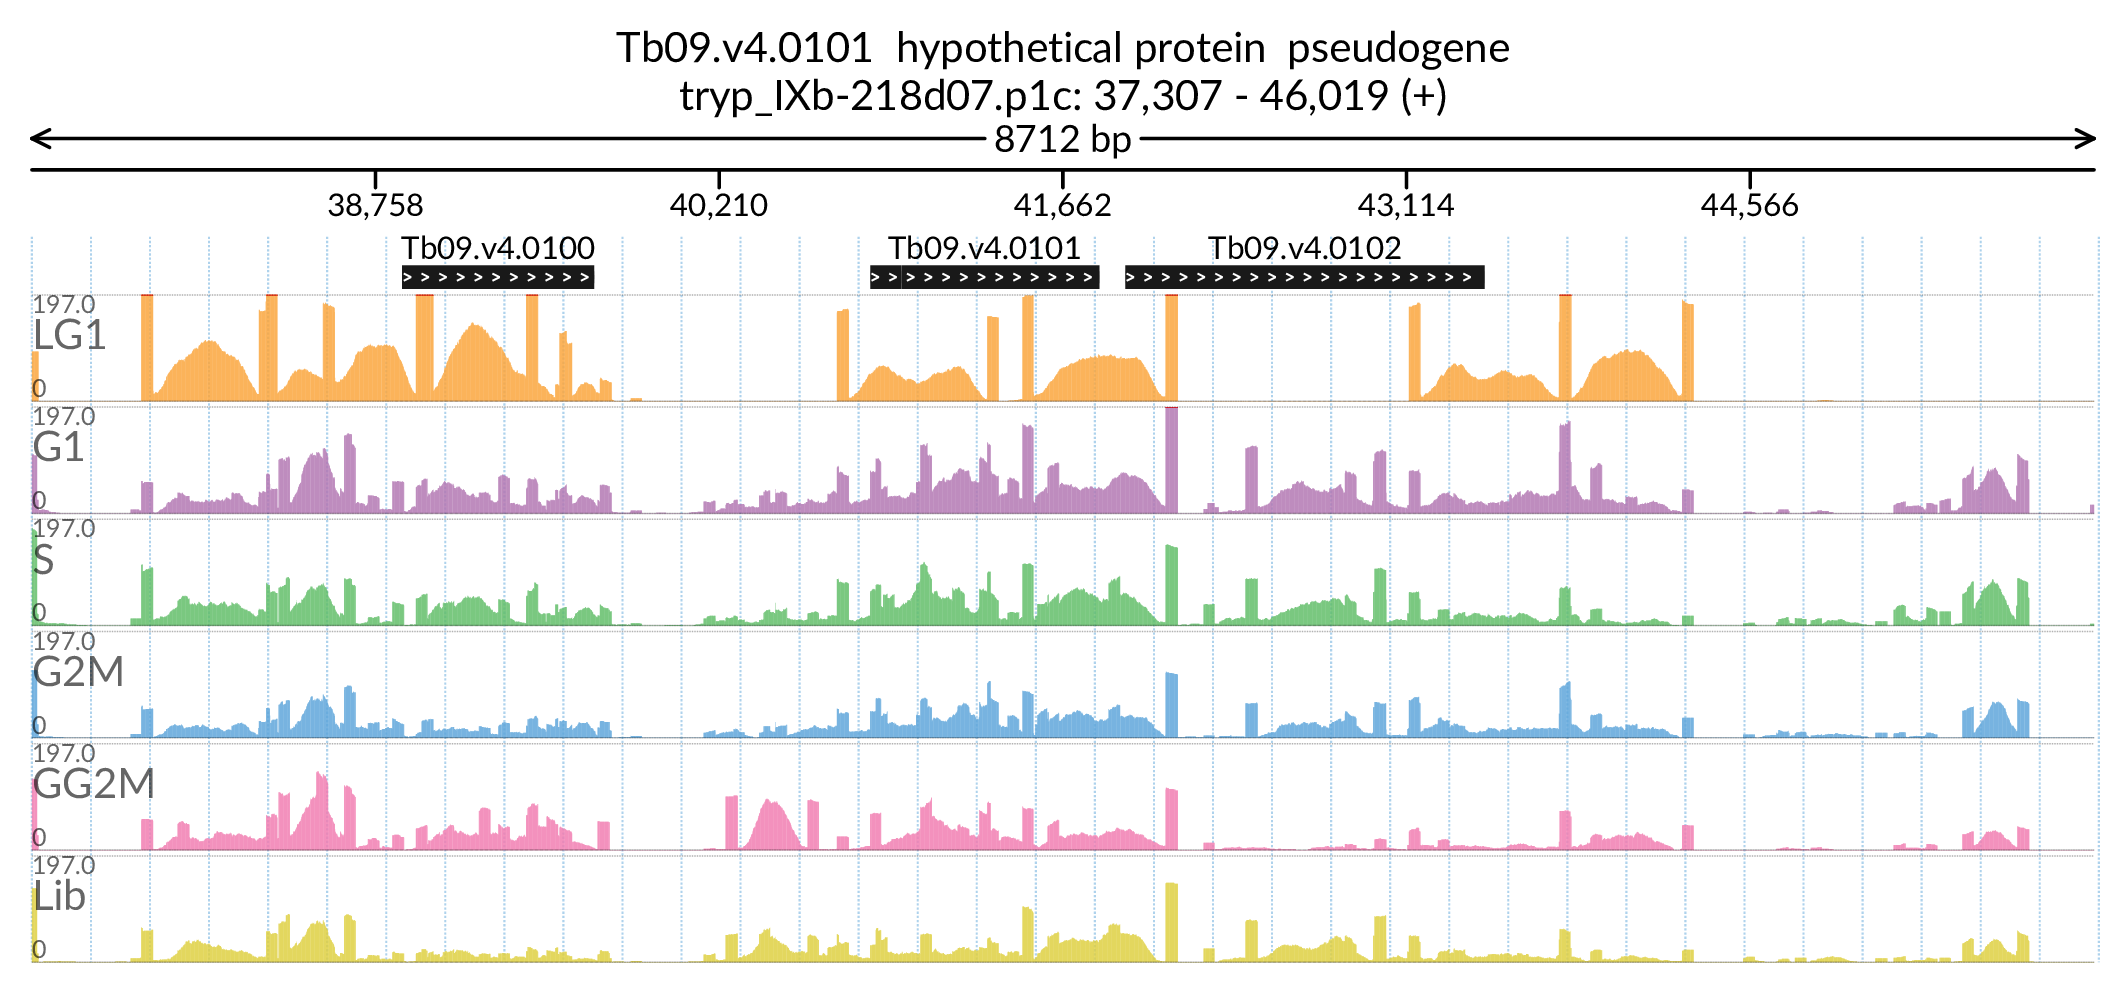 Tb09.v4.0101 hypothetical protein pseudogene
tryp_IXb-218d07.p1c: 37,307 - 46,019 (+)
8712 bp
38,758 40,210 41,662 43,114 44,566
Tb09.v4.0100 Tb09.v4.0101 Tb09.v4.0102
197.0
LG1
0
197.0
G1
0
197.0
S
0
197.0
G2M
0
197.0
GG2M
0
197.0
Lib
0